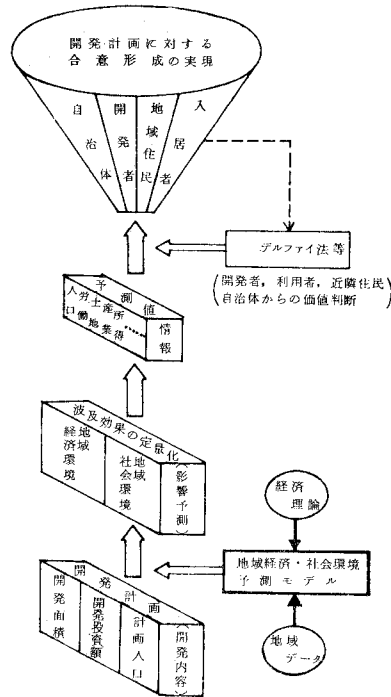 開発・計画に対する
合意形成の実現
自治体
開発者
地域住民
入居者
デルファイ法等
(開発者，利用者，近隣住民
自治体からの価値判断)
予測値
人口
労働
土地
産集
所得
……
情報
波及効果の定量化
地域
経済環境
地域
社会環境
(影響予測)
経済
理論
地域経済・社会環境
予測モデル
地域
データ
開発計画
開発面積
開発投資額
計画人口
(開発内容)